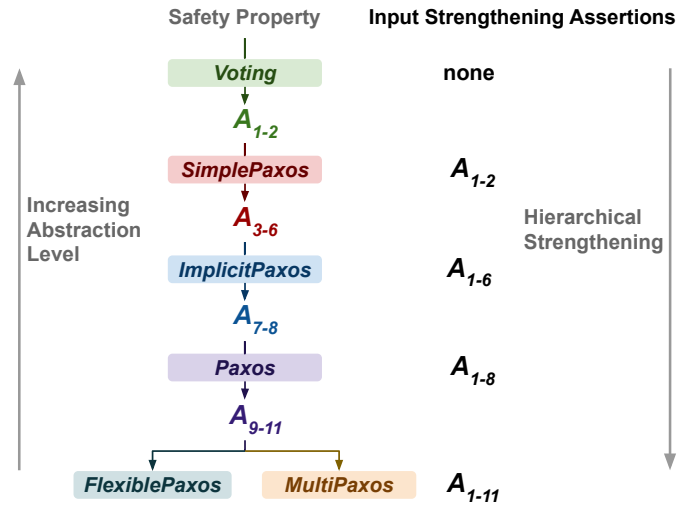 Safety Property Input Strengthening Assertions
Voting none
A1-2
SimplePaxos A1-2
Increasing
Abstraction
Level
A3-6
Hierarchical
Strengthening
ImplicitPaxos A1-6
A7-8
Paxos A1-8
A9-11
FlexiblePaxos MultiPaxos A1-11